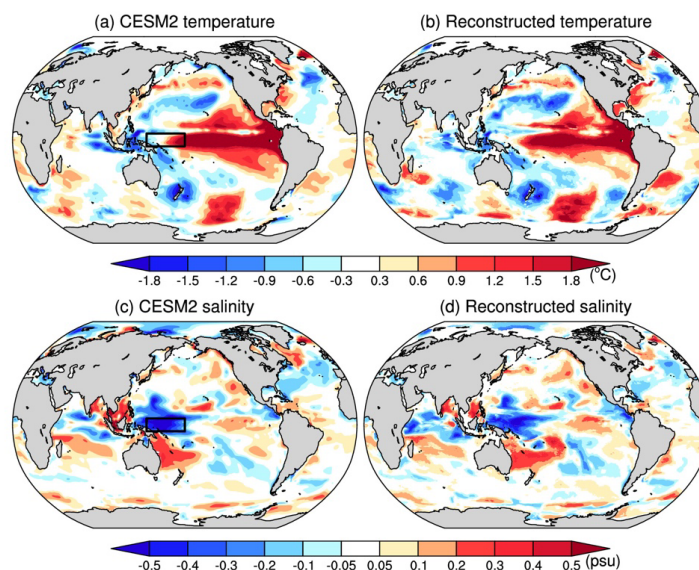 (a) CESM2 temperature
(b) Reconstructed temperature
-1.8 -1.5 -1.2 -0.9 -0.6 -0.3 0.3 0.6 0.9 1.2 1.5 1.8 (°C)
(c) CESM2 salinity
(d) Reconstructed salinity
-0.5 -0.4 -0.3 -0.2 -0.1 -0.05 0.05 0.1 0.2 0.3 0.4 0.5 (psu)